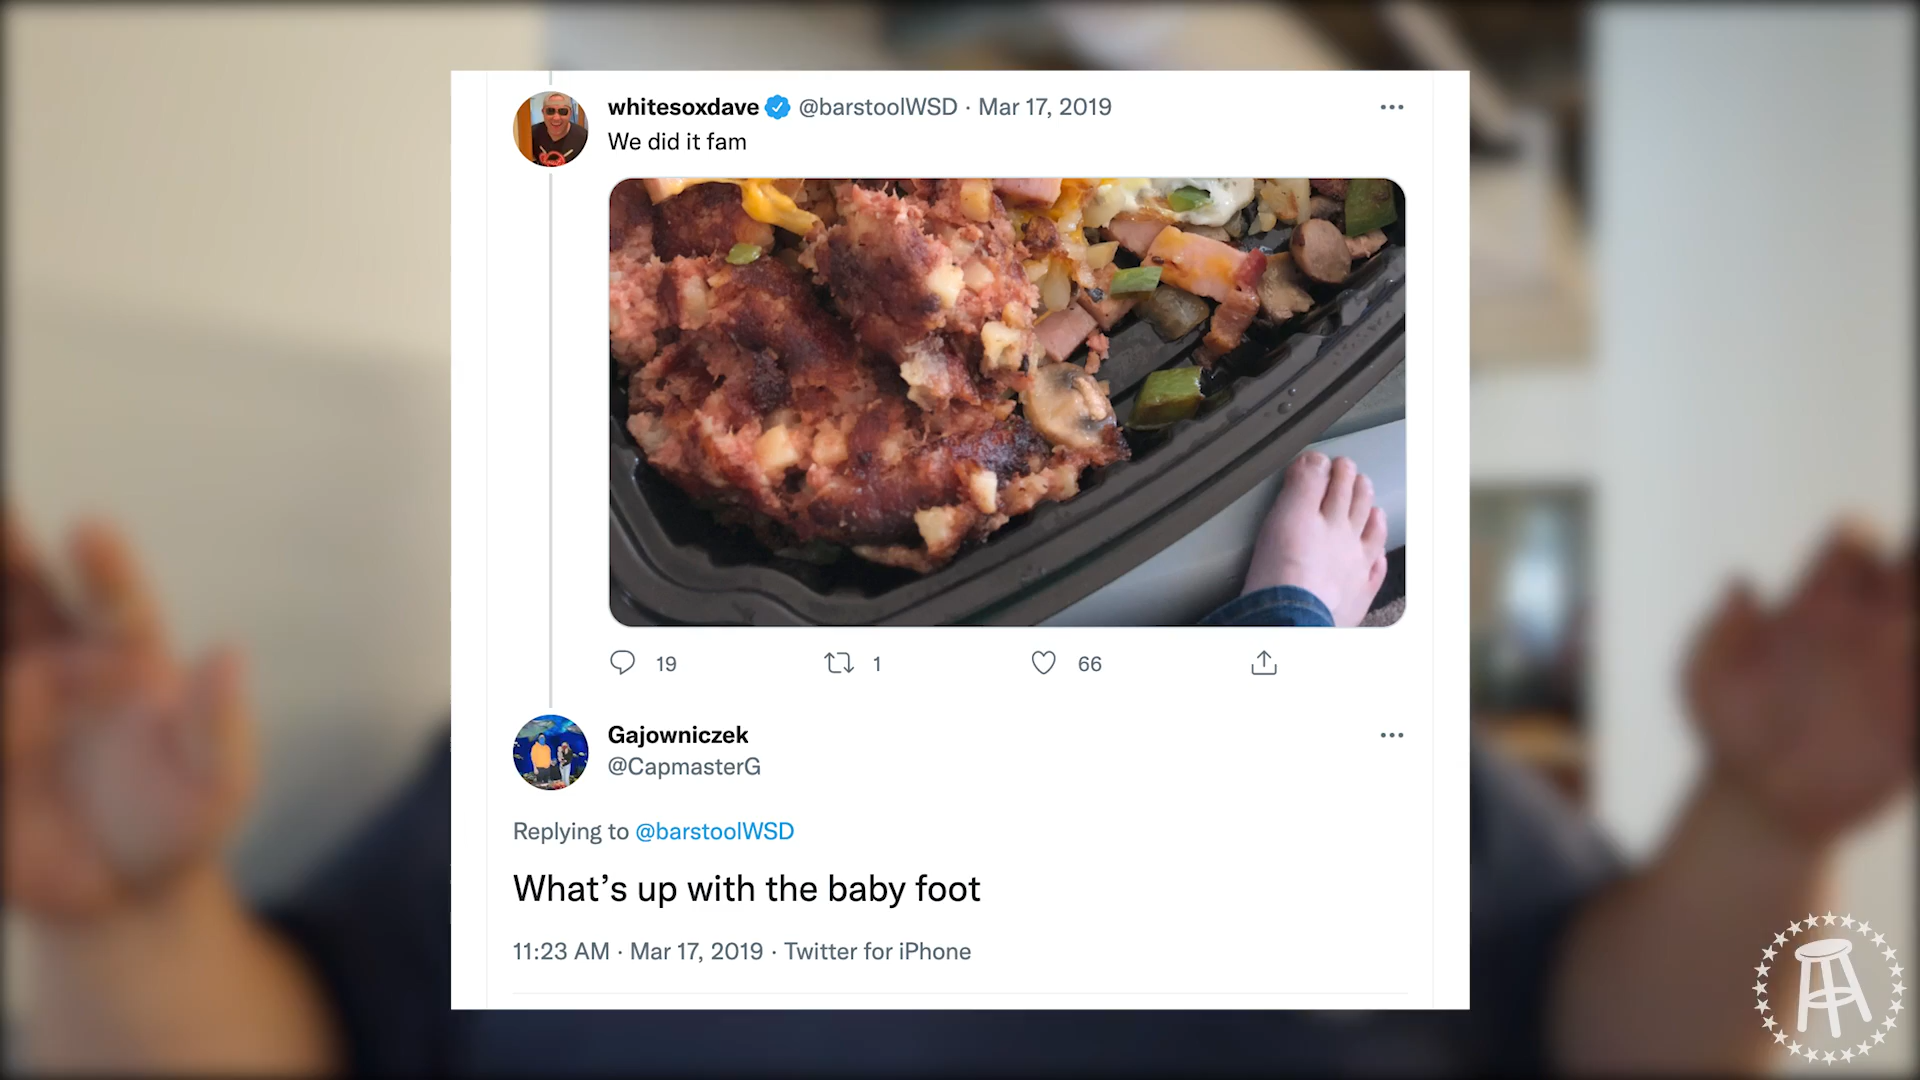 whitesoxdave @barstoolWSD · Mar 17, 2019
We did it fam
19 1 66
Gajowniczek
@CapmasterG
Replying to @barstoolWSD
What’s up with the baby foot
11:23 AM · Mar 17, 2019 · Twitter for iPhone